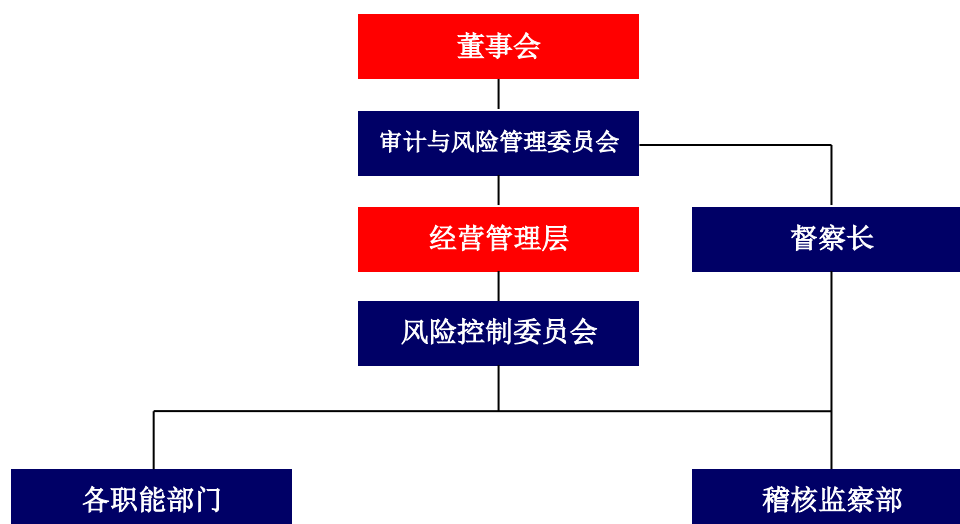 董事会
审计与风险管理委员会
经营管理层
督察长
风险控制委员会
各职能部门
稽核监察部